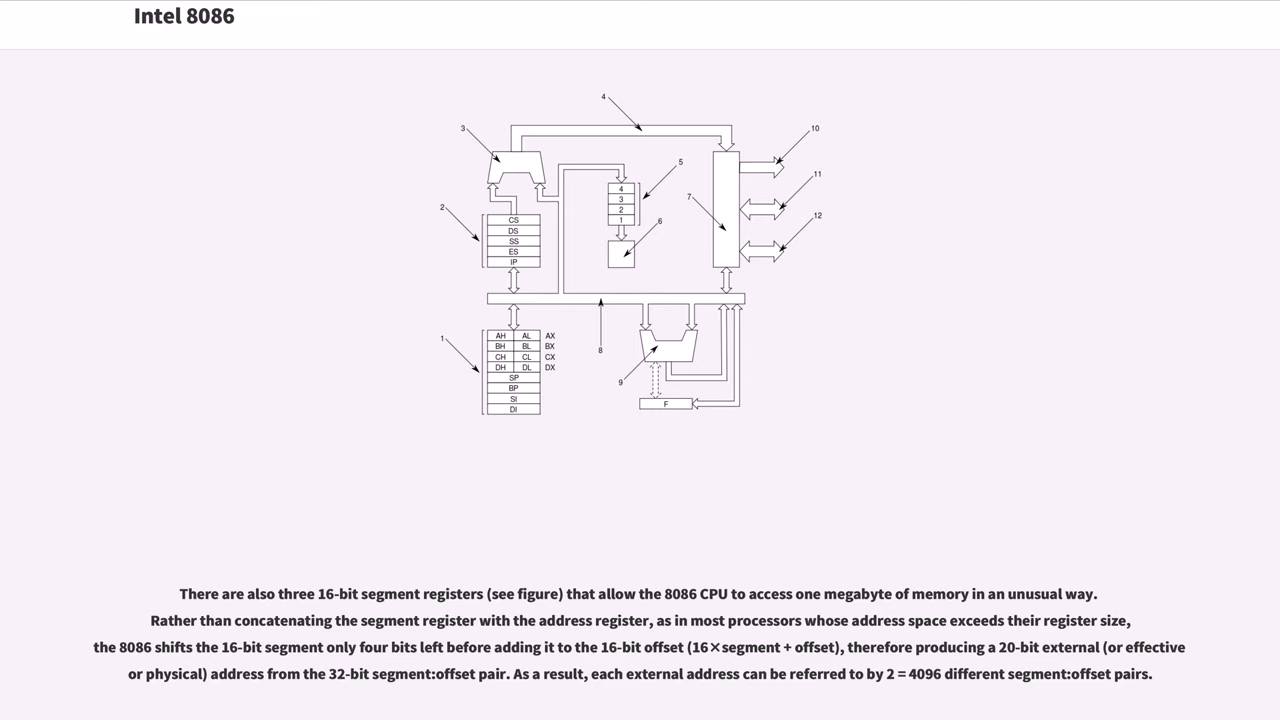 Intel 8086
4
3
10
5
11
4
7
3
2
12
2
1
6
CS
DS
SS
ES
IP
8
1
AH AL AX
BH BL BX
CH CL CX
DH DL DX
SP
BP
SI
DI
9
F
There are also three 16-bit segment registers (see figure) that allow the 8086 CPU to access one megabyte of memory in an unusual way.
Rather than concatenating the segment register with the address register, as in most processors whose address space exceeds their register size,
the 8086 shifts the 16-bit segment only four bits left before adding it to the 16-bit offset (16×segment + offset), therefore producing a 20-bit external (or effective
or physical) address from the 32-bit segment:offset pair. As a result, each external address can be referred to by 2 = 4096 different segment:offset pairs.